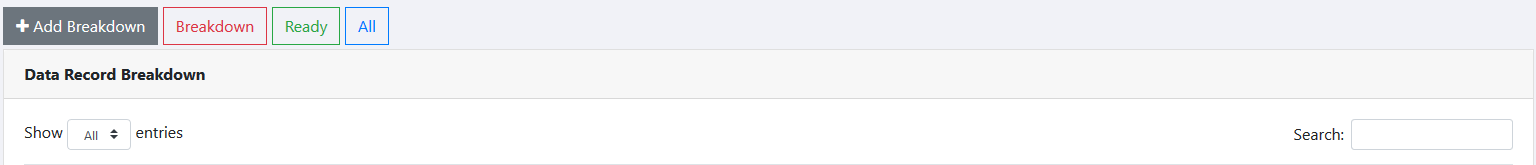 Add Breakdown Breakdown Ready All
Data Record Breakdown
Show All entries Search: